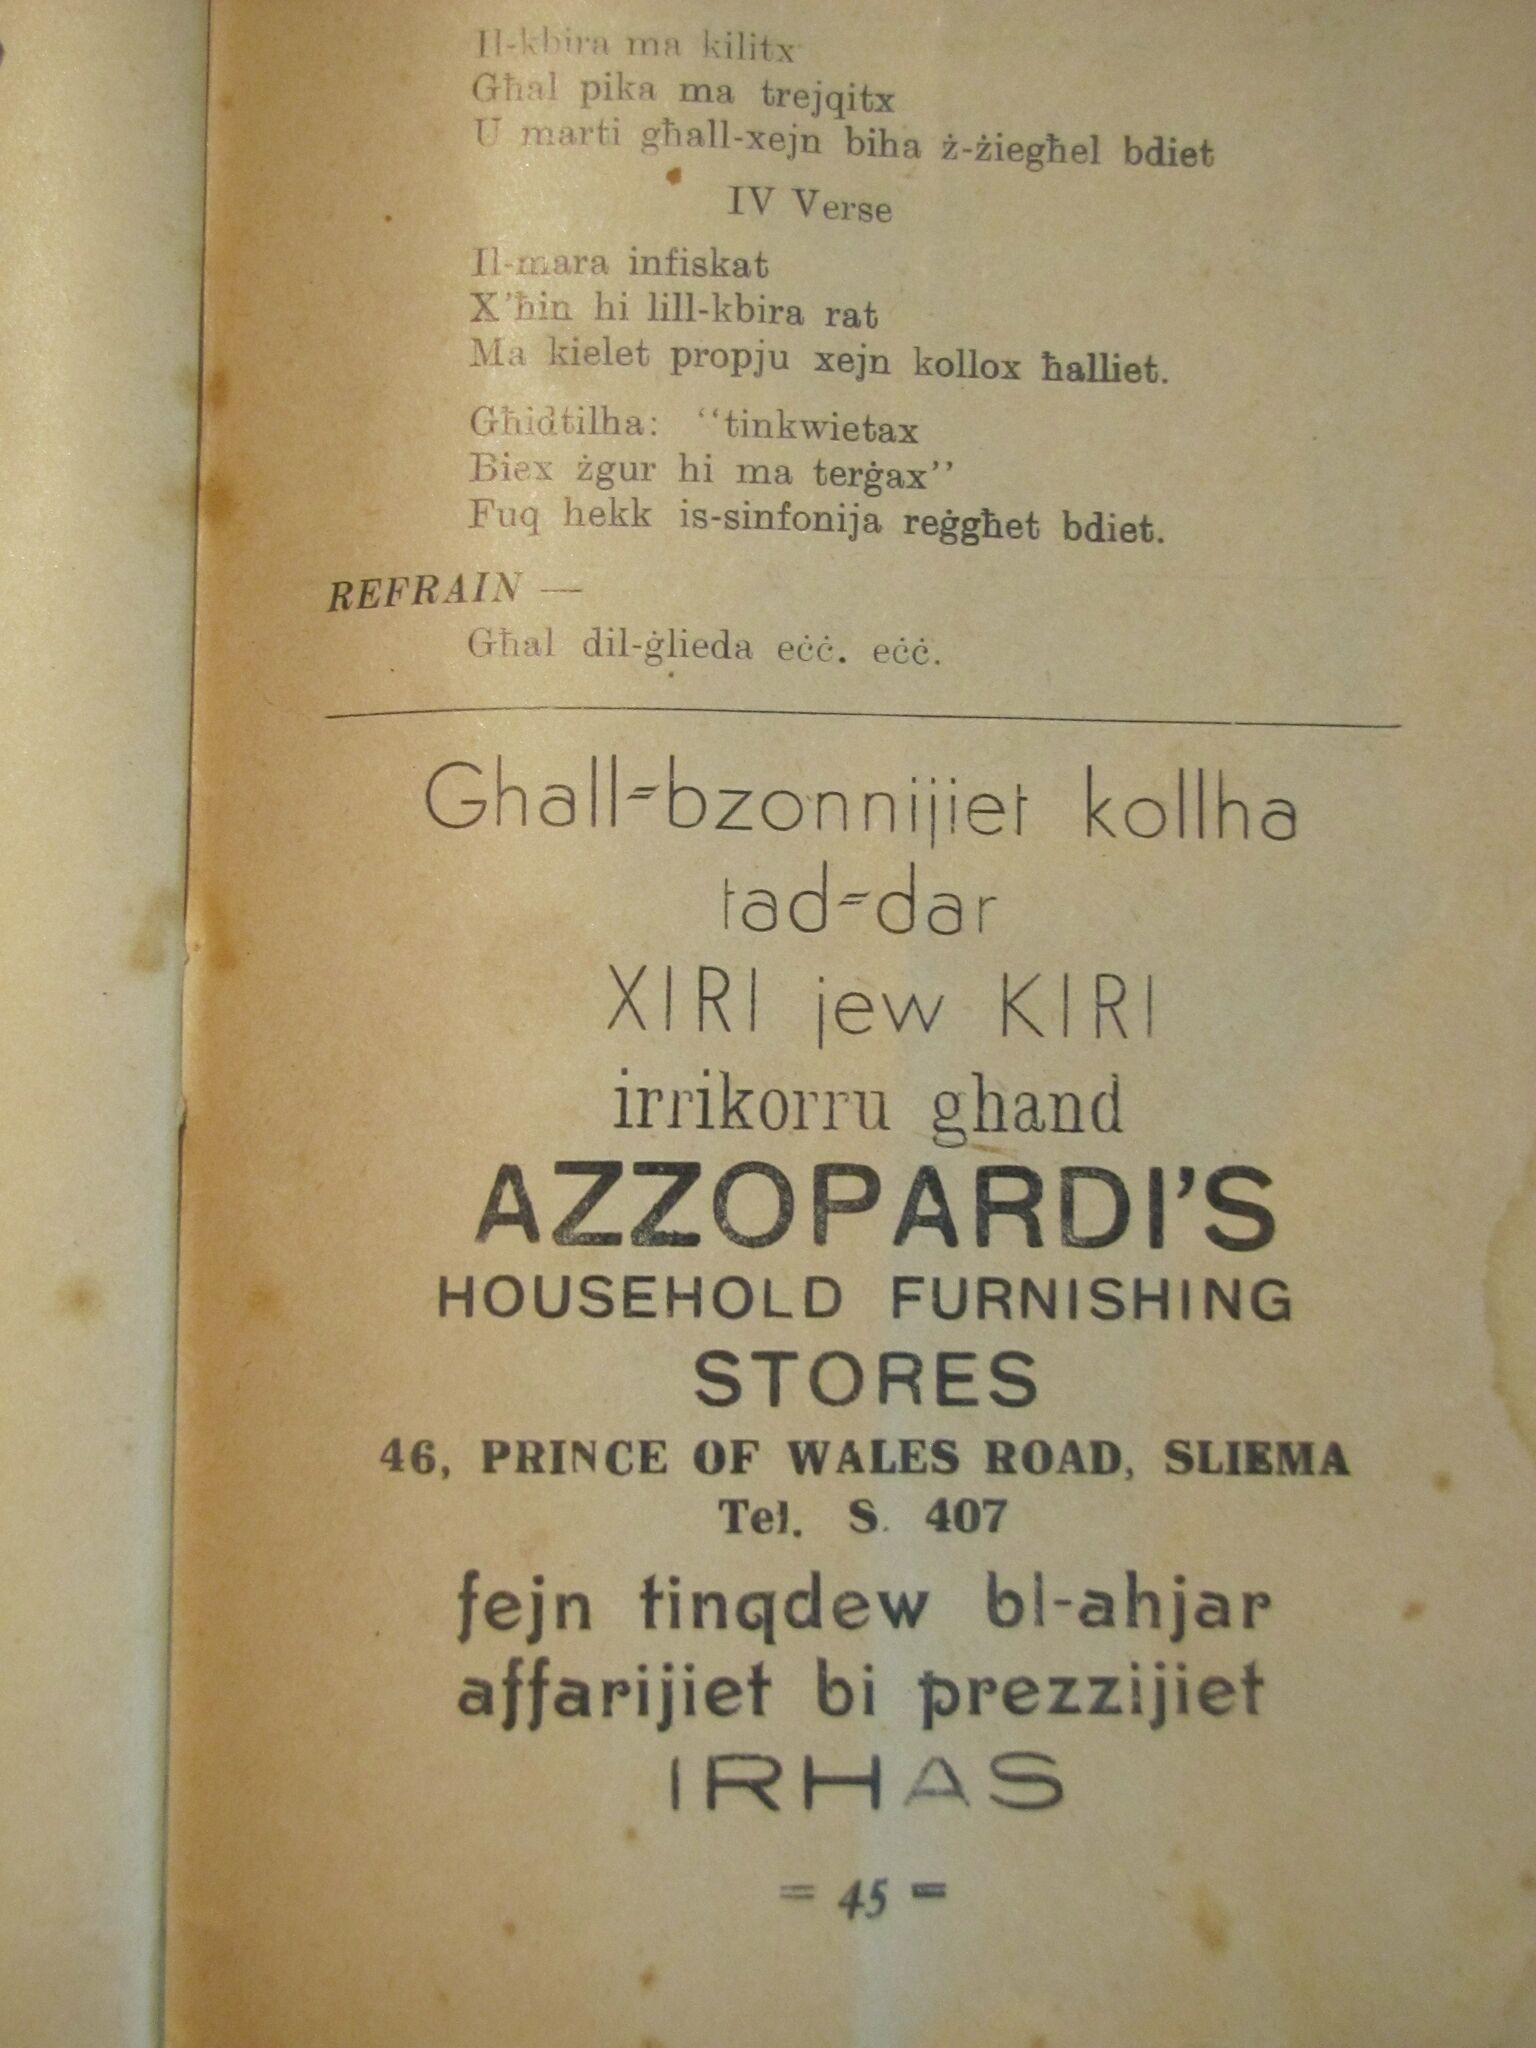 Il-kbira ma kilitx
Għal pika ma trejqitx
U marti għall-xejn biha ż-żiegħel bdiet
IV Verse
Il-mara infiskat
X'ħin hi lill-kbira rat
Ma kielet propju xejn kollox ħalliet.
Għidtilha: "tinkwietax
Biex żgur hi ma terġax"
Fuq hekk is-sinfonija reġgħet bdiet.
REFRAIN —
Għal dil-ġlieda eċċ. eċċ.
Ghall-bzonnijiet kollha
tad-dar
XIRI jew KIRI
irrikorru ghand
AZZOPARDI'S
HOUSEHOLD FURNISHING
STORES
46, PRINCE OF WALES ROAD, SLIEMA
Tel. S. 407
fejn tinqdew bl-ahjar
affarijiet bi prezzijiet
IRHAS
= 45 =